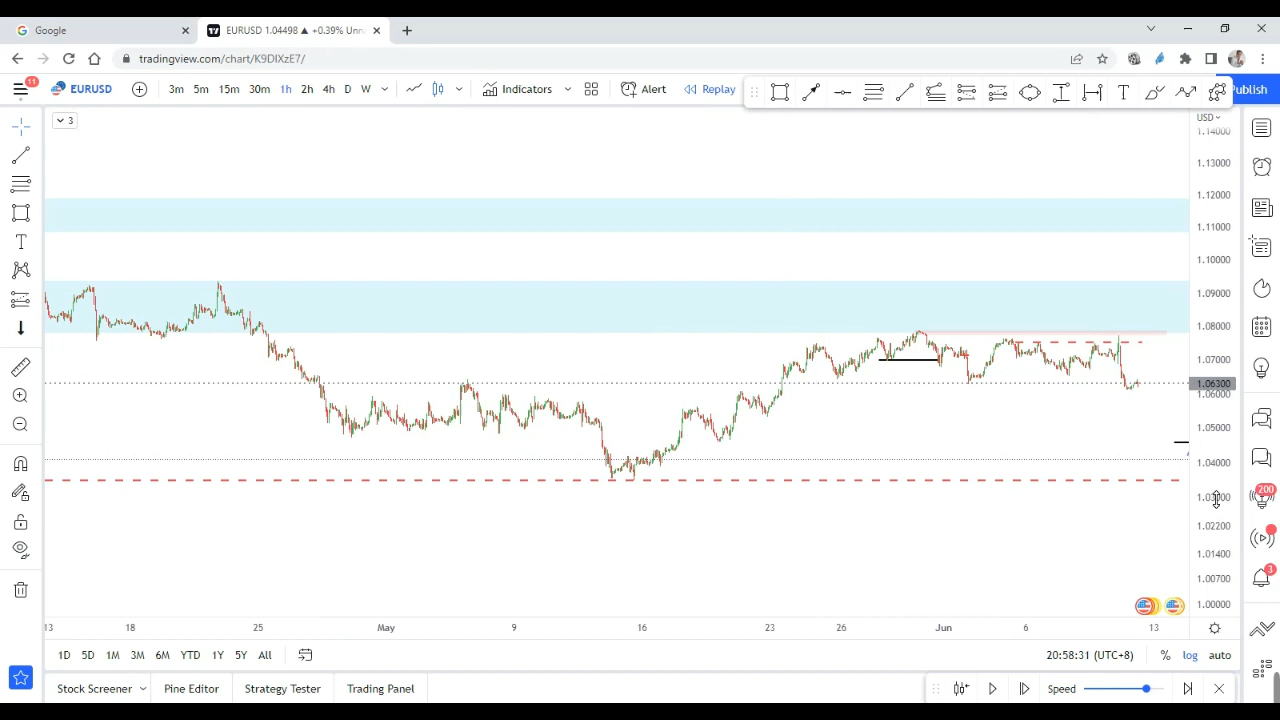 Google
EURUSD 1.04498 ▲ +0.39% Unn
tradingview.com/chart/K9DIXzE7/
11
EURUSD 3m 5m 15m 30m 1h 2h 4h D W Indicators Alert Replay Publish
3
USD
1.14000
1.13000
1.12000
1.11000
1.10000
1.09000
1.08000
1.07000
1.06300
1.06000
1.05000
1.04000
1.03000
1.02200
1.01400
1.00700
1.00000
200
3
13 18 25 May 9 16 23 26 Jun 6 13
1D 5D 1M 3M 6M YTD 1Y 5Y All 20:58:31 (UTC+8) % log auto
Stock Screener Pine Editor Strategy Tester Trading Panel Speed